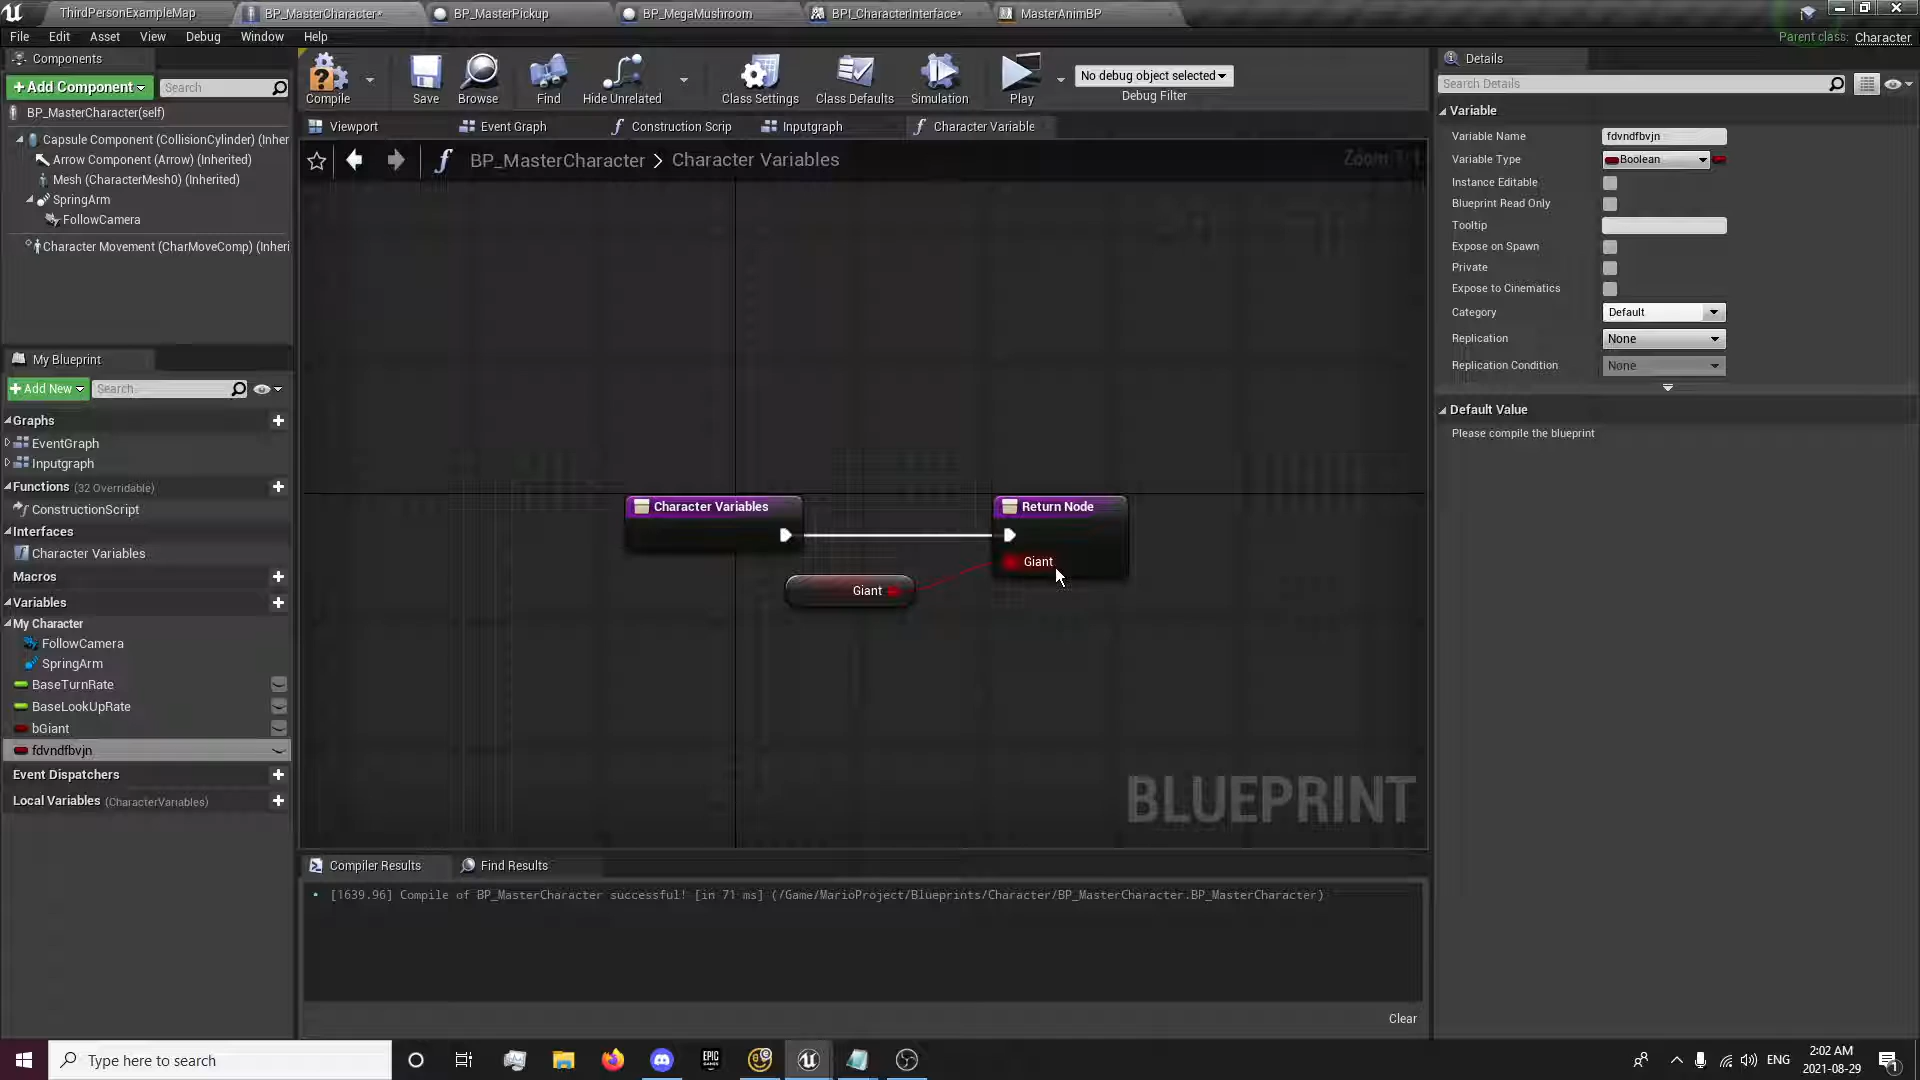 ThirdPersonExampleMap
BP_MasterCharacter*
BP_MasterPickup
BP_MegaMushroom
BPI_CharacterInterface*
MasterAnimBP
File Edit Asset View Debug Window Help
Parent class: Character
Components
+Add Component
Search
BP_MasterCharacter(self)
Capsule Component (CollisionCylinder) (Inher
Arrow Component (Arrow) (Inherited)
Mesh (CharacterMesh0) (Inherited)
SpringArm
FollowCamera
Character Movement (CharMoveComp) (Inheri
Compile
Save
Browse
Find
Hide Unrelated
Class Settings
Class Defaults
Simulation
Play
No debug object selected
Debug Filter
Viewport
Event Graph
Construction Scrip
Inputgraph
Character Variable
BP_MasterCharacter > Character Variables
Zoom 1:1
Character Variables
Return Node
Giant
Giant
BLUEPRINT
My Blueprint
+Add New
Search
Graphs
EventGraph
Inputgraph
Functions (32 Overridable)
ConstructionScript
Interfaces
Character Variables
Macros
Variables
My Character
FollowCamera
SpringArm
BaseTurnRate
BaseLookUpRate
bGiant
fdvndfbvjn
Event Dispatchers
Local Variables (CharacterVariables)
Compiler Results
Find Results
[1639.96] Compile of BP_MasterCharacter successful! [in 71 ms] (/Game/MarioProject/Blueprints/Character/BP_MasterCharacter.BP_MasterCharacter)
Clear
Details
Search Details
Variable
Variable Name fdvndfbvjn
Variable Type Boolean
Instance Editable
Blueprint Read Only
Tooltip
Expose on Spawn
Private
Expose to Cinematics
Category Default
Replication None
Replication Condition None
Default Value
Please compile the blueprint
Type here to search
EPIC GAMES
ENG
2:02 AM
2021-08-29
1